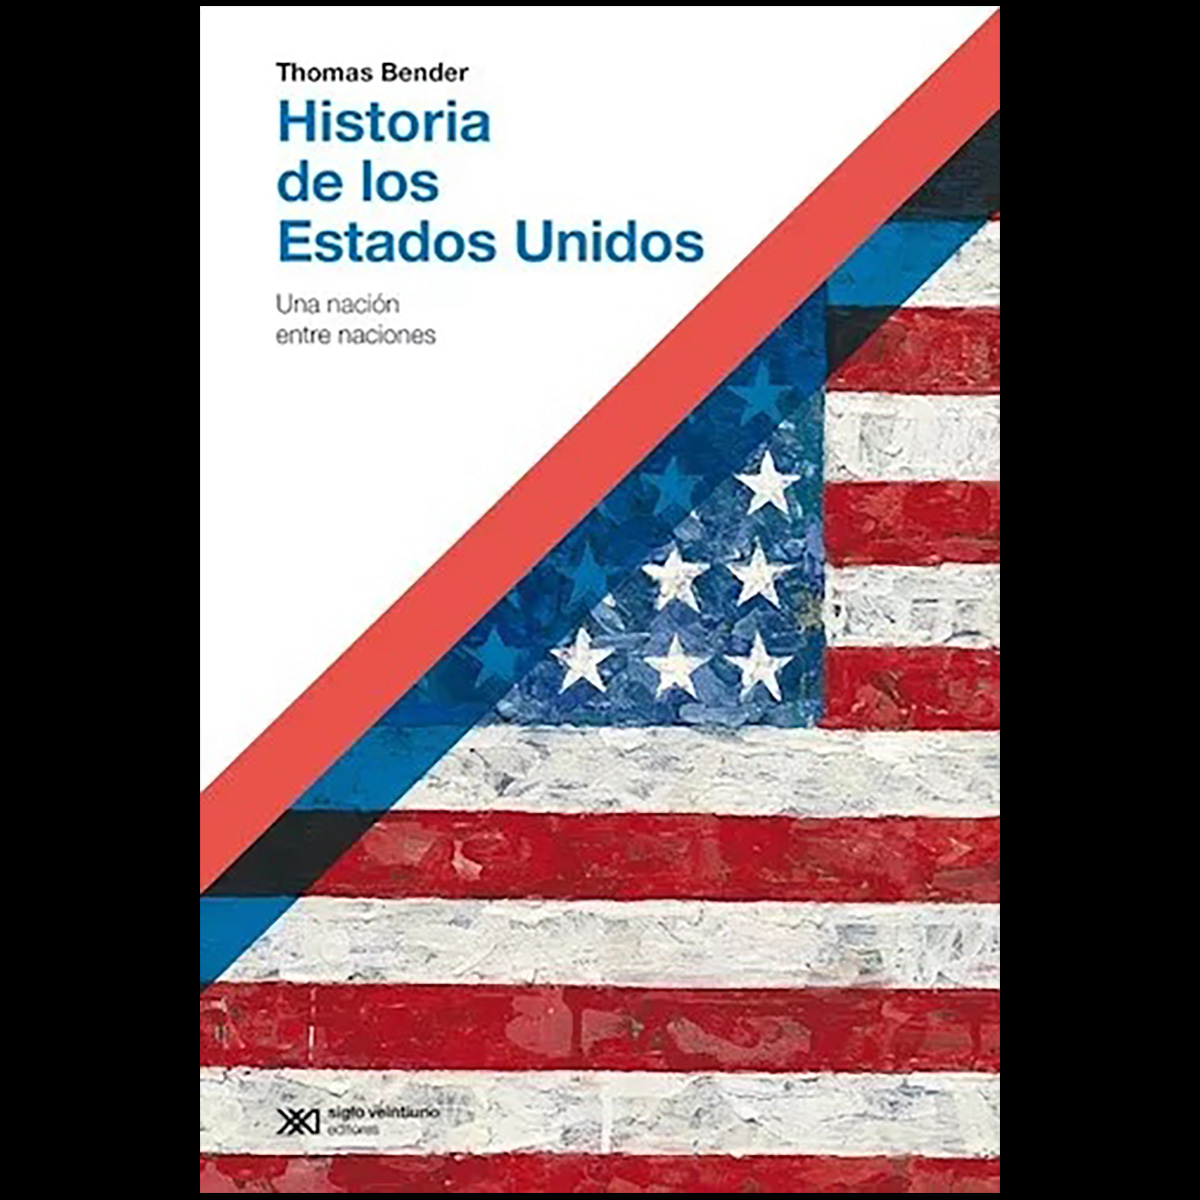 Thomas Bender
Historia
de los
Estados Unidos
Una nación
entre naciones
siglo veintiuno
editores